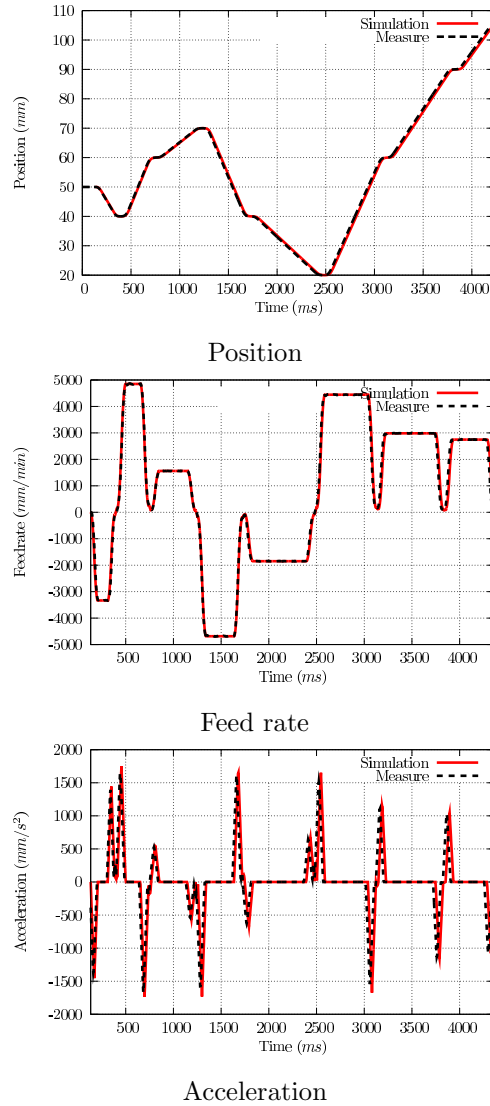 110
100
90
80
70
60
50
40
30
20
Position (mm)
Simulation
Measure
0 500 1000 1500 2000 2500 3000 3500 4000
Time (ms)
Position
5000
4000
3000
2000
1000
0
-1000
-2000
-3000
-4000
-5000
Feedrate (mm/min)
Simulation
Measure
500 1000 1500 2000 2500 3000 3500 4000
Time (ms)
Feed rate
2000
1500
1000
500
0
-500
-1000
-1500
-2000
Acceleration (mm/s²)
Simulation
Measure
500 1000 1500 2000 2500 3000 3500 4000
Time (ms)
Acceleration